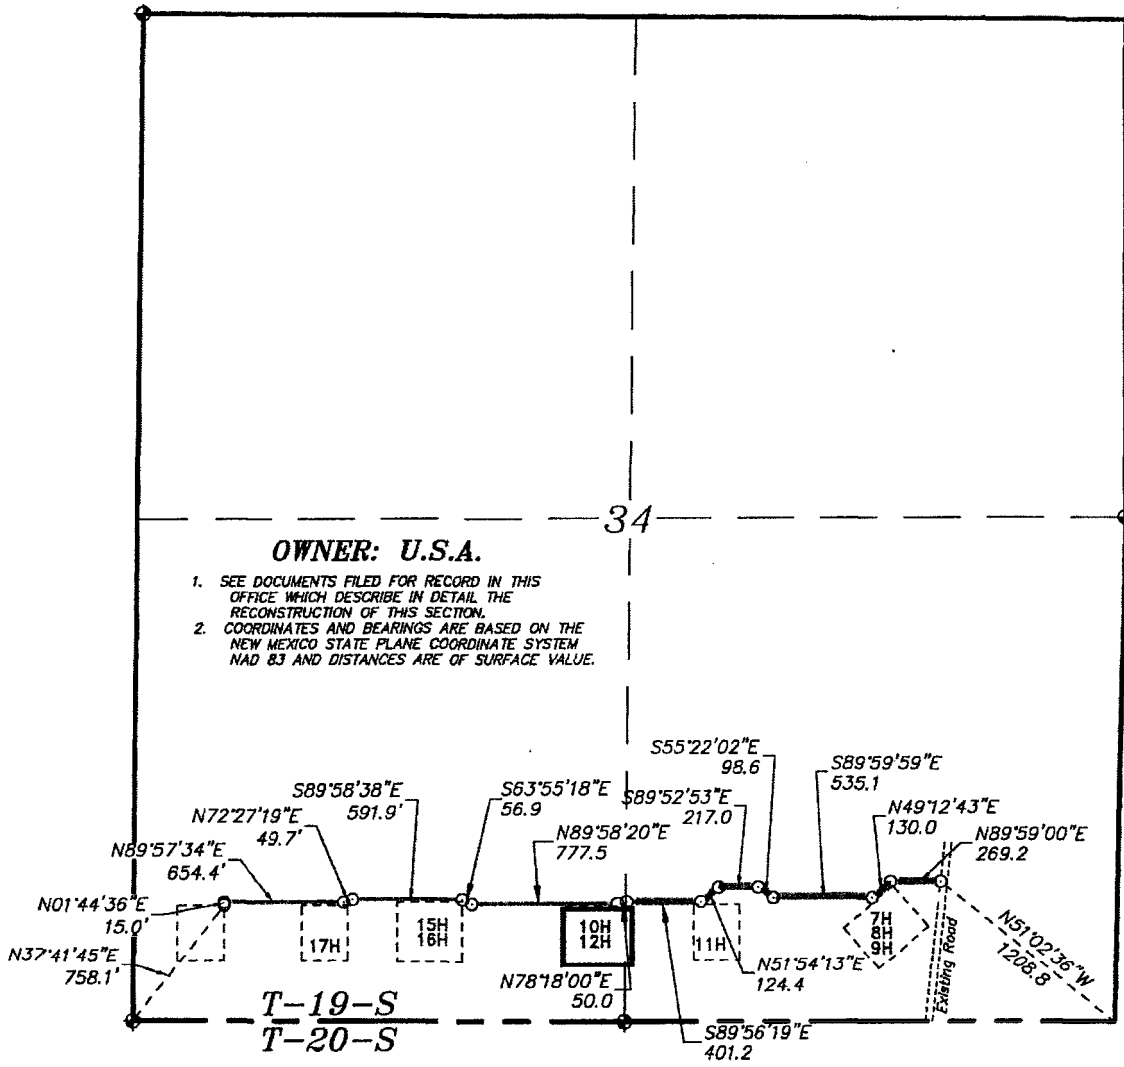 34
OWNER: U.S.A.
1. SEE DOCUMENTS FILED FOR RECORD IN THIS
OFFICE WHICH DESCRIBE IN DETAIL THE
RECONSTRUCTION OF THIS SECTION.
2. COORDINATES AND BEARINGS ARE BASED ON THE
NEW MEXICO STATE PLANE COORDINATE SYSTEM
NAD 83 AND DISTANCES ARE OF SURFACE VALUE.
S55°22'02"E
98.6
S89°59'59"E
535.1
S89°58'38"E
591.9'
S63°55'18"E
56.9
S89°52'53"E
217.0
N49°12'43"E
130.0
N72°27'19"E
49.7'
N89°58'20"E
777.5
N89°59'00"E
269.2
N89°57'34"E
654.4'
N01°44'36"E
15.0'
N37°41'45"E
758.1'
17H
15H
16H
10H
12H
11H
7H
8H
9H
Existing Road
N51°02'36"W
1208.8
N51°54'13"E
124.4
N78°18'00"E
50.0
T-19-S
T-20-S
S89°56'19"E
401.2